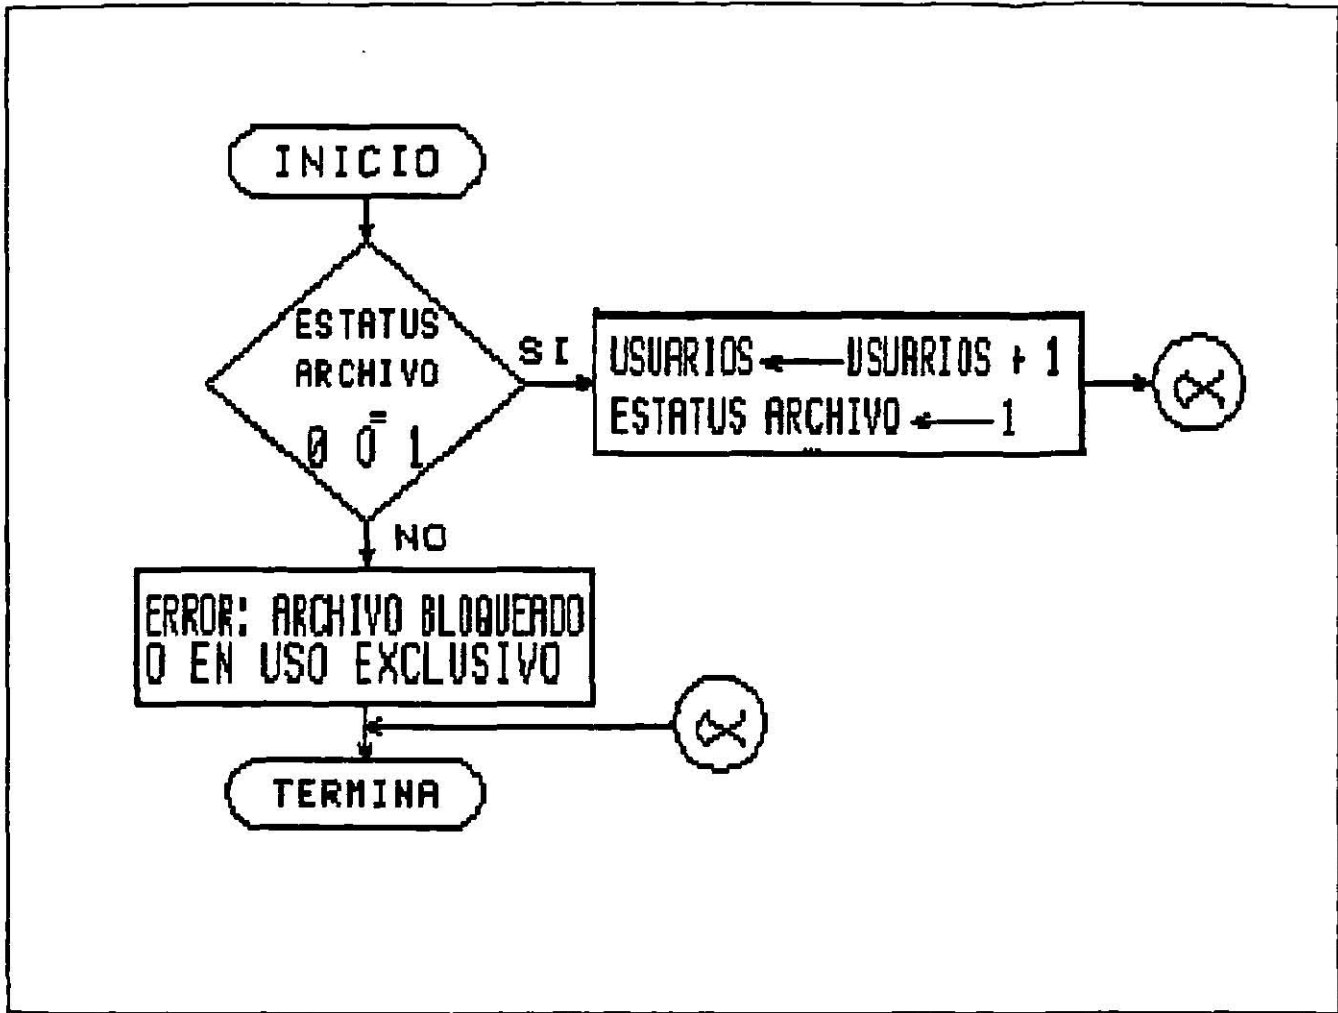 INICIO
ESTATUS
ARCHIVO
=
0 O 1
SI
USUARIOS ← USUARIOS + 1
ESTATUS ARCHIVO ← 1
∝
NO
ERROR: ARCHIVO BLOQUEADO
O EN USO EXCLUSIVO
∝
TERMINA